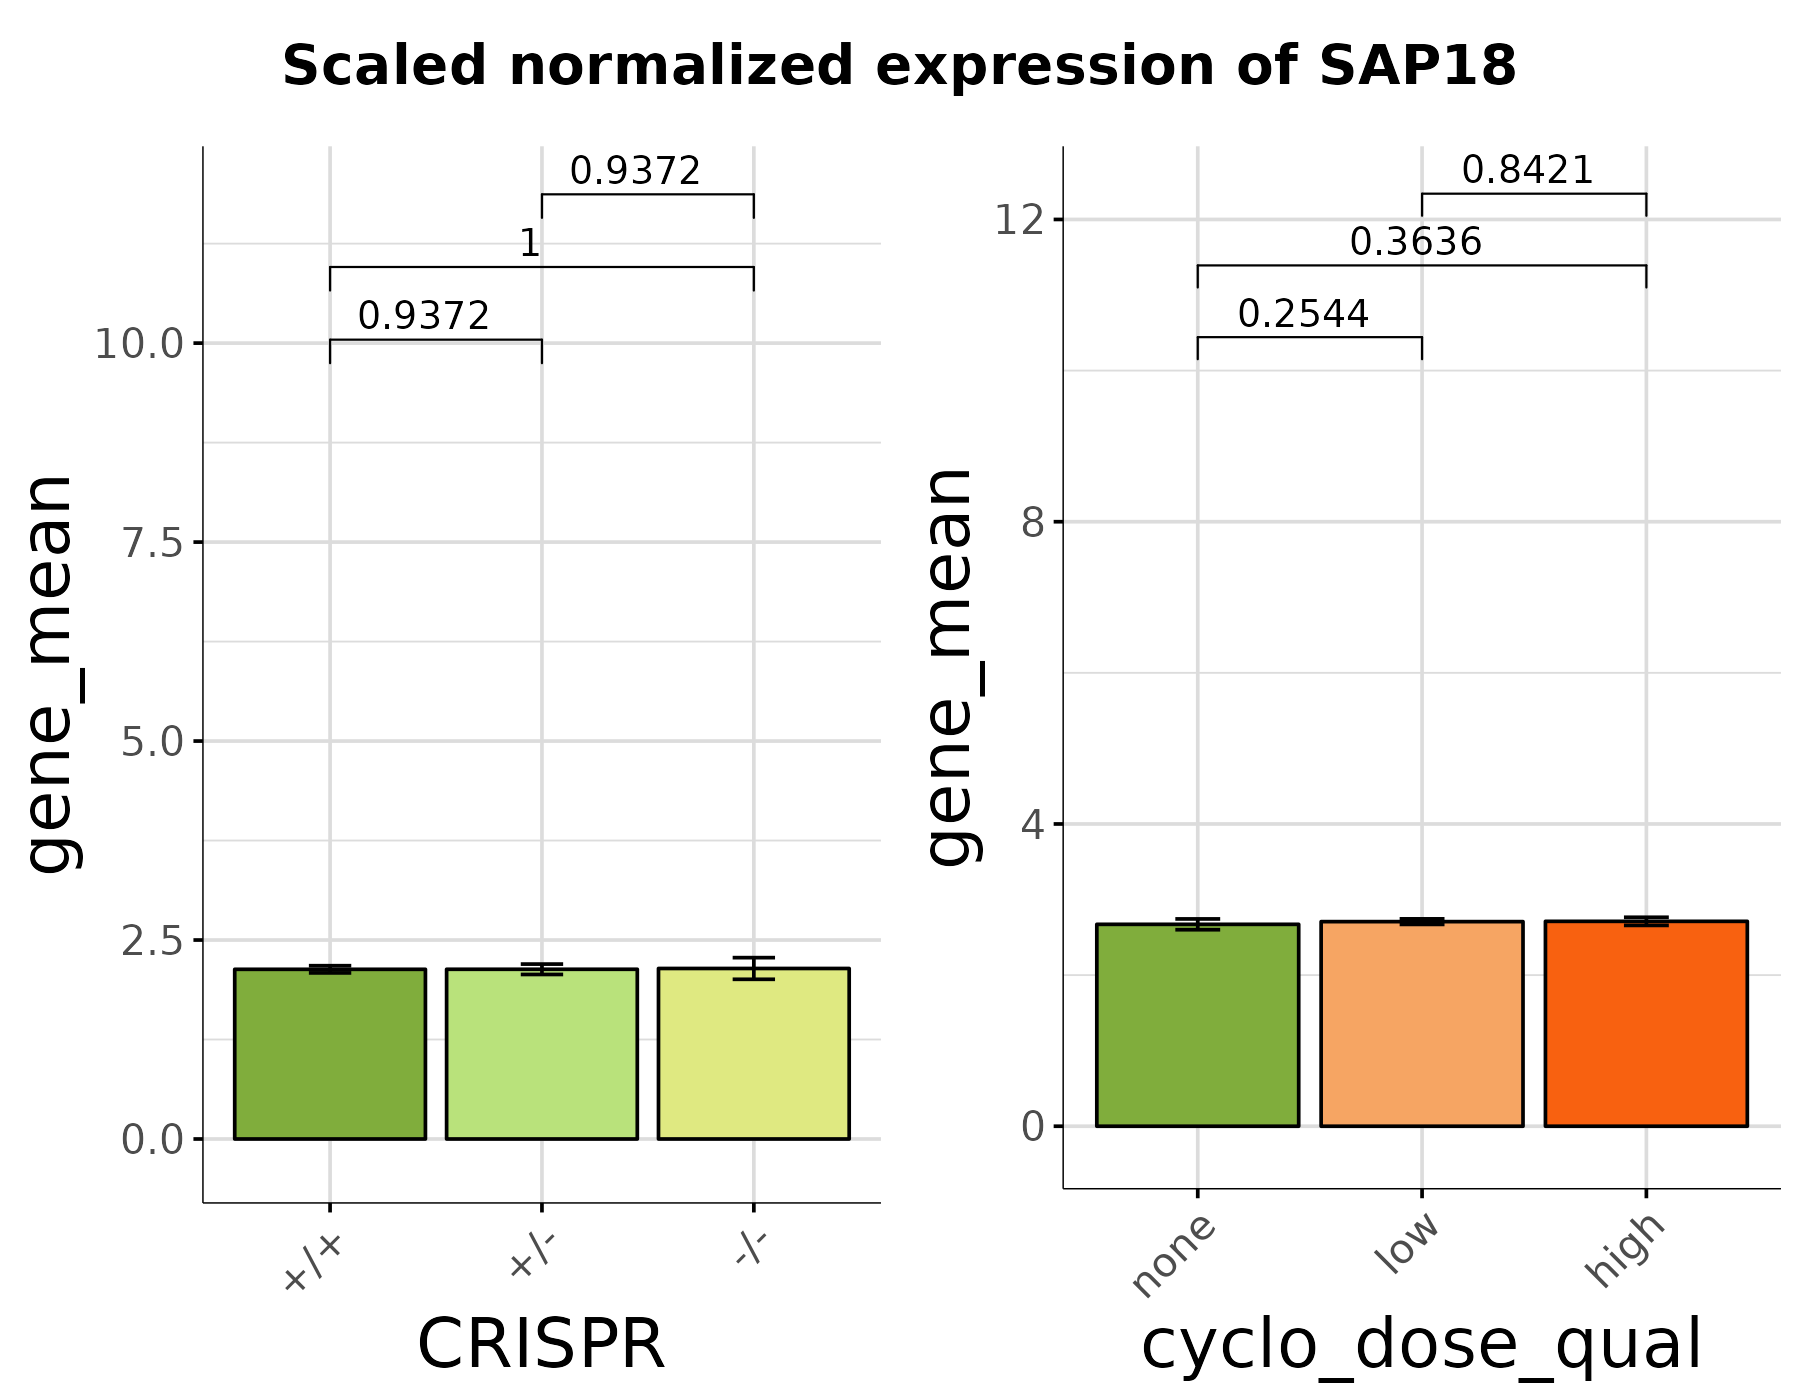 Scaled normalized expression of SAP18
gene_mean
10.0
7.5
5.0
2.5
0.0
0.9372
1
0.9372
+/+
+/-
-/-
CRISPR
gene_mean
12
8
4
0
0.8421
0.3636
0.2544
none
low
high
cyclo_dose_qual